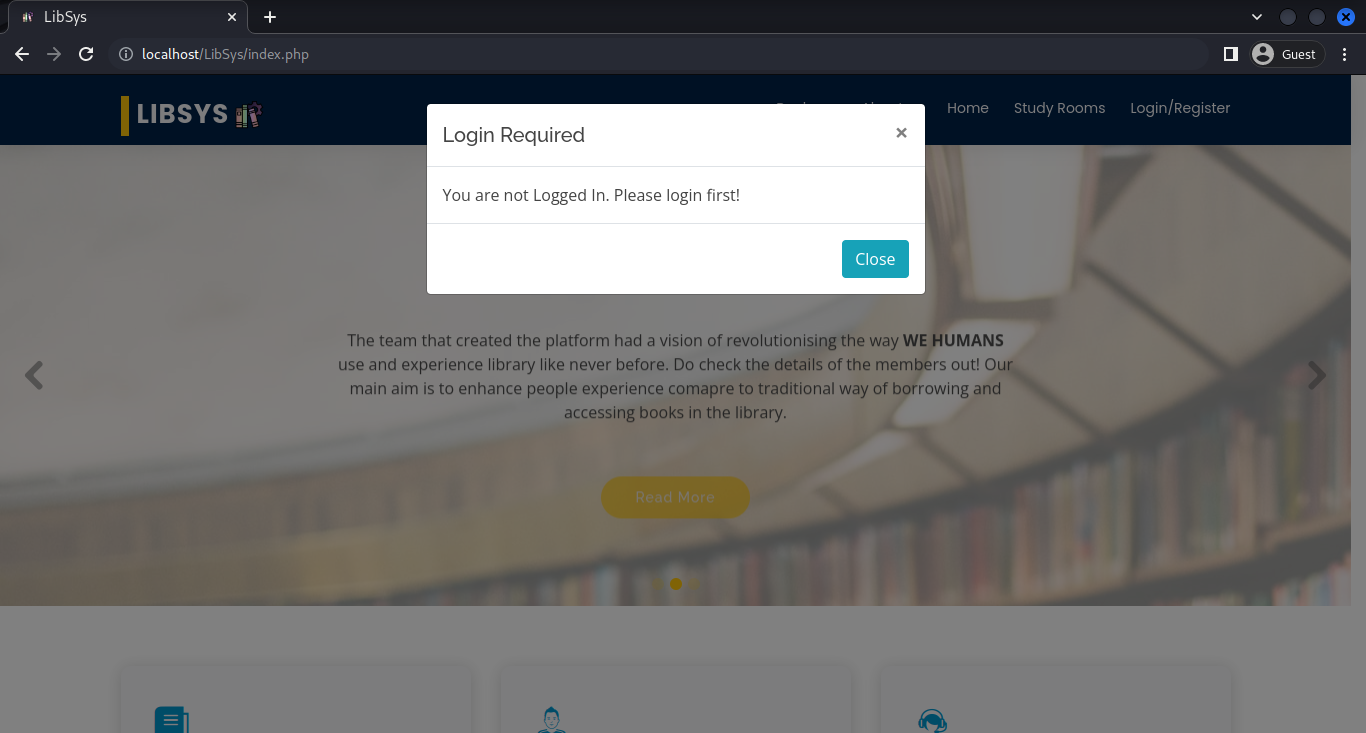 LibSys
localhost/LibSys/index.php
Guest
LIBSYS
Home Study Rooms Login/Register
Login Required
×
You are not Logged In. Please login first!
Close
The team that created the platform had a vision of revolutionising the way WE HUMANS
use and experience library like never before. Do check the details of the members out! Our
main aim is to enhance people experience comapre to traditional way of borrowing and
accessing books in the library.
Read More